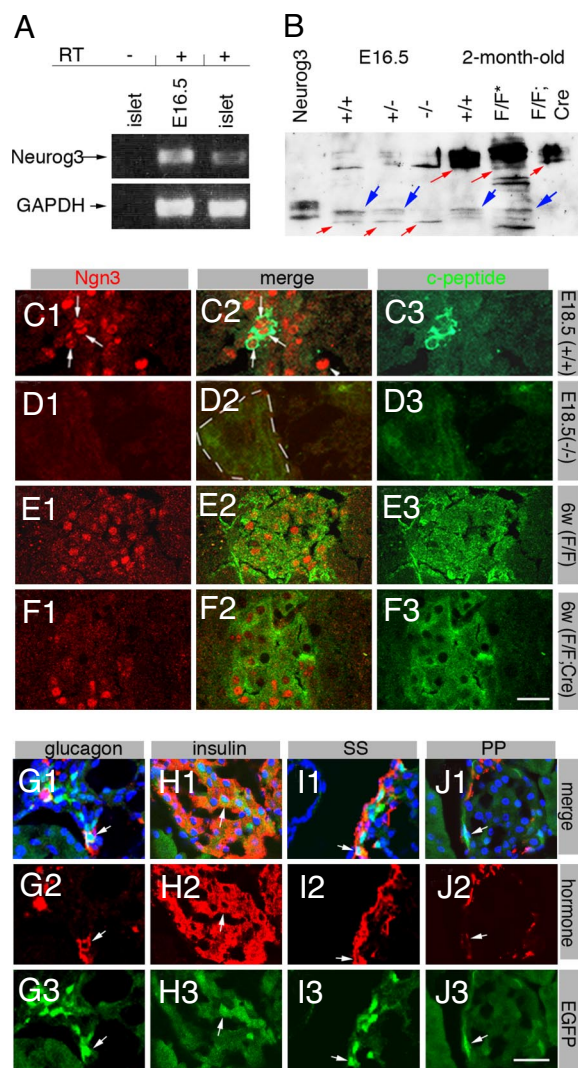 A
RT - + +
islet E16.5 islet
Neurog3
GAPDH
B
Neurog3 E16.5 2-month-old
+/+ +/- -/- +/+ F/F* F/F; Cre
Ngn3 merge c-peptide
C1 C2 C3 E18.5 (+/+)
D1 D2 D3 E18.5(-/-)
E1 E2 E3 6w (F/F)
F1 F2 F3 6w (F/F;Cre)
glucagon insulin SS PP
G1 H1 I1 J1 merge
G2 H2 I2 J2 hormone
G3 H3 I3 J3 EGFP